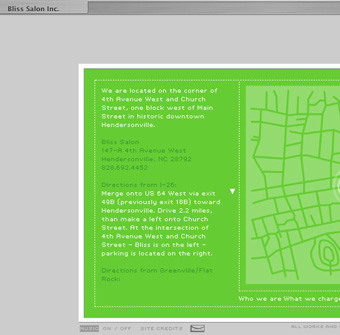 Bliss Salon Inc.
We are located on the corner of
4th Avenue West and Church
Street, one block west of Main
Street in historic downtown
Hendersonville.
Bliss Salon
147-A 4th Avenue West
Hendersonville, NC 28792
828.692.4452
Directions from I-26:
Merge onto US 64 West via exit
49B (previously exit 18B) toward
Hendersonville. Drive 2.2 miles,
than make a left onto Church
Street. At the intersection of
4th Avenue West and Church
Street - Bliss is on the left -
parking is located on the right.
Directions from Greenville/Flat
Rock:
Who we are What we charge
MUSIC ON / OFF SITE CREDITS
ALL WORDS AND